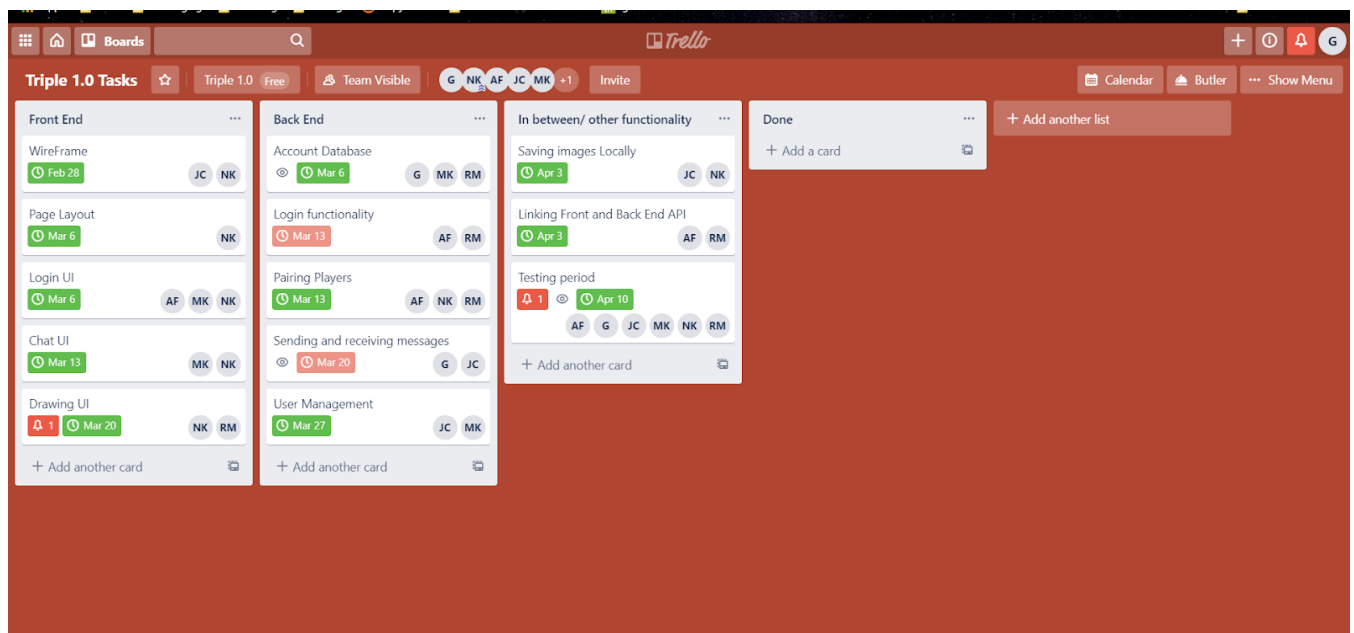 Boards
Trello
G
Triple 1.0 Tasks
Triple 1.0 Free
Team Visible
G NK AF JC MK +1
Invite
Calendar
Butler
Show Menu
Front End
WireFrame
Feb 28
JC NK
Page Layout
Mar 6
NK
Login UI
Mar 6
AF MK NK
Chat UI
Mar 13
MK NK
Drawing UI
1 Mar 20
NK RM
+ Add another card
Back End
Account Database
Mar 6
G MK RM
Login functionality
Mar 13
AF RM
Pairing Players
Mar 13
AF NK RM
Sending and receiving messages
Mar 20
G JC
User Management
Mar 27
JC MK
+ Add another card
In between/ other functionality
Saving images Locally
Apr 3
JC NK
Linking Front and Back End API
Apr 3
AF RM
Testing period
1 Apr 10
AF G JC MK NK RM
+ Add another card
Done
+ Add a card
+ Add another list